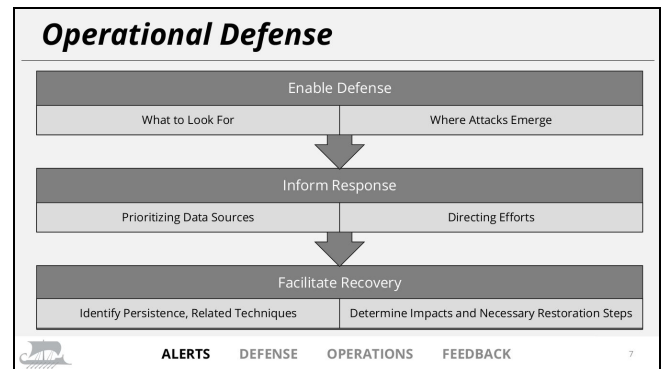 Operational Defense
Enable Defense
What to Look For
Where Attacks Emerge
Inform Response
Prioritizing Data Sources
Directing Efforts
Facilitate Recovery
Identify Persistence, Related Techniques
Determine Impacts and Necessary Restoration Steps
ALERTS DEFENSE OPERATIONS FEEDBACK 7